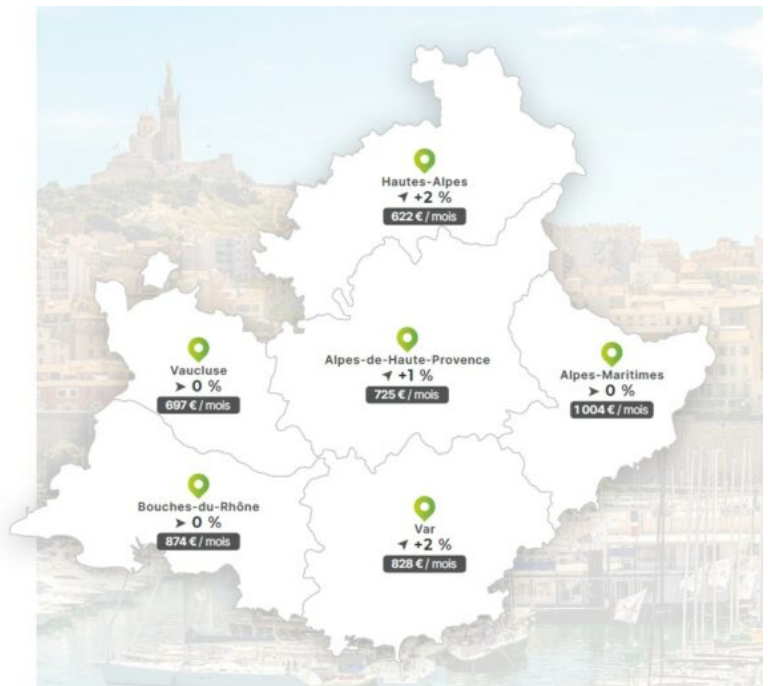 Hautes-Alpes
+2 %
622 € / mois
Alpes-de-Haute-Provence
+1 %
725 € / mois
Vaucluse
0 %
697 € / mois
Alpes-Maritimes
0 %
1 004 € / mois
Bouches-du-Rhône
0 %
874 € / mois
Var
+2 %
828 € / mois